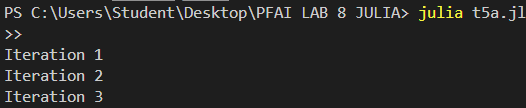 PS C:\Users\Student\Desktop\PFAI LAB 8 JULIA> julia t5a.jl
>>
Iteration 1
Iteration 2
Iteration 3